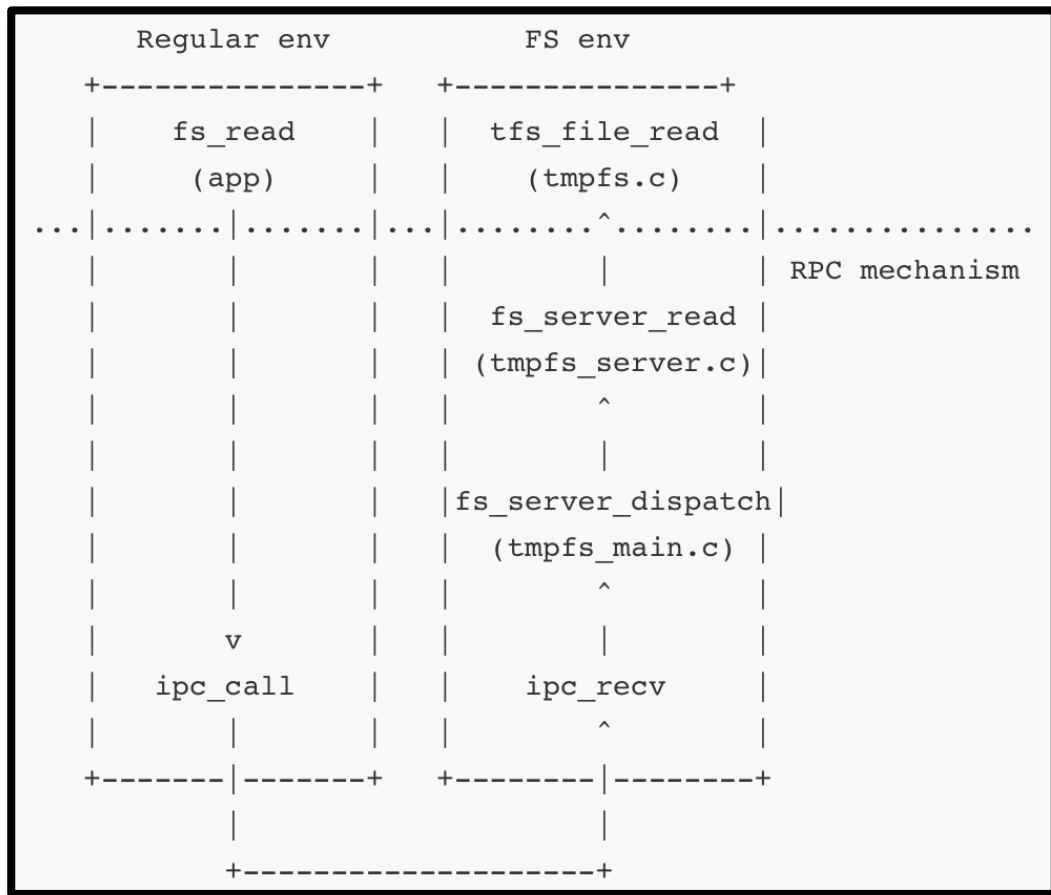 Regular env FS env
+---------------+ +---------------+
| fs_read | | tfs_file_read |
| (app) | | (tmpfs.c) |
...|.......|.......|...|........^........|...............
| | | | | | RPC mechanism
| | | | fs_server_read |
| | | | (tmpfs_server.c)|
| | | | ^ |
| | | | | |
| | | |fs_server_dispatch|
| | | | (tmpfs_main.c) |
| | | | ^ |
| v | | | |
| ipc_call | | ipc_recv |
| | | | ^ |
+-------|-------+ +--------|--------+
| |
+--------------------+